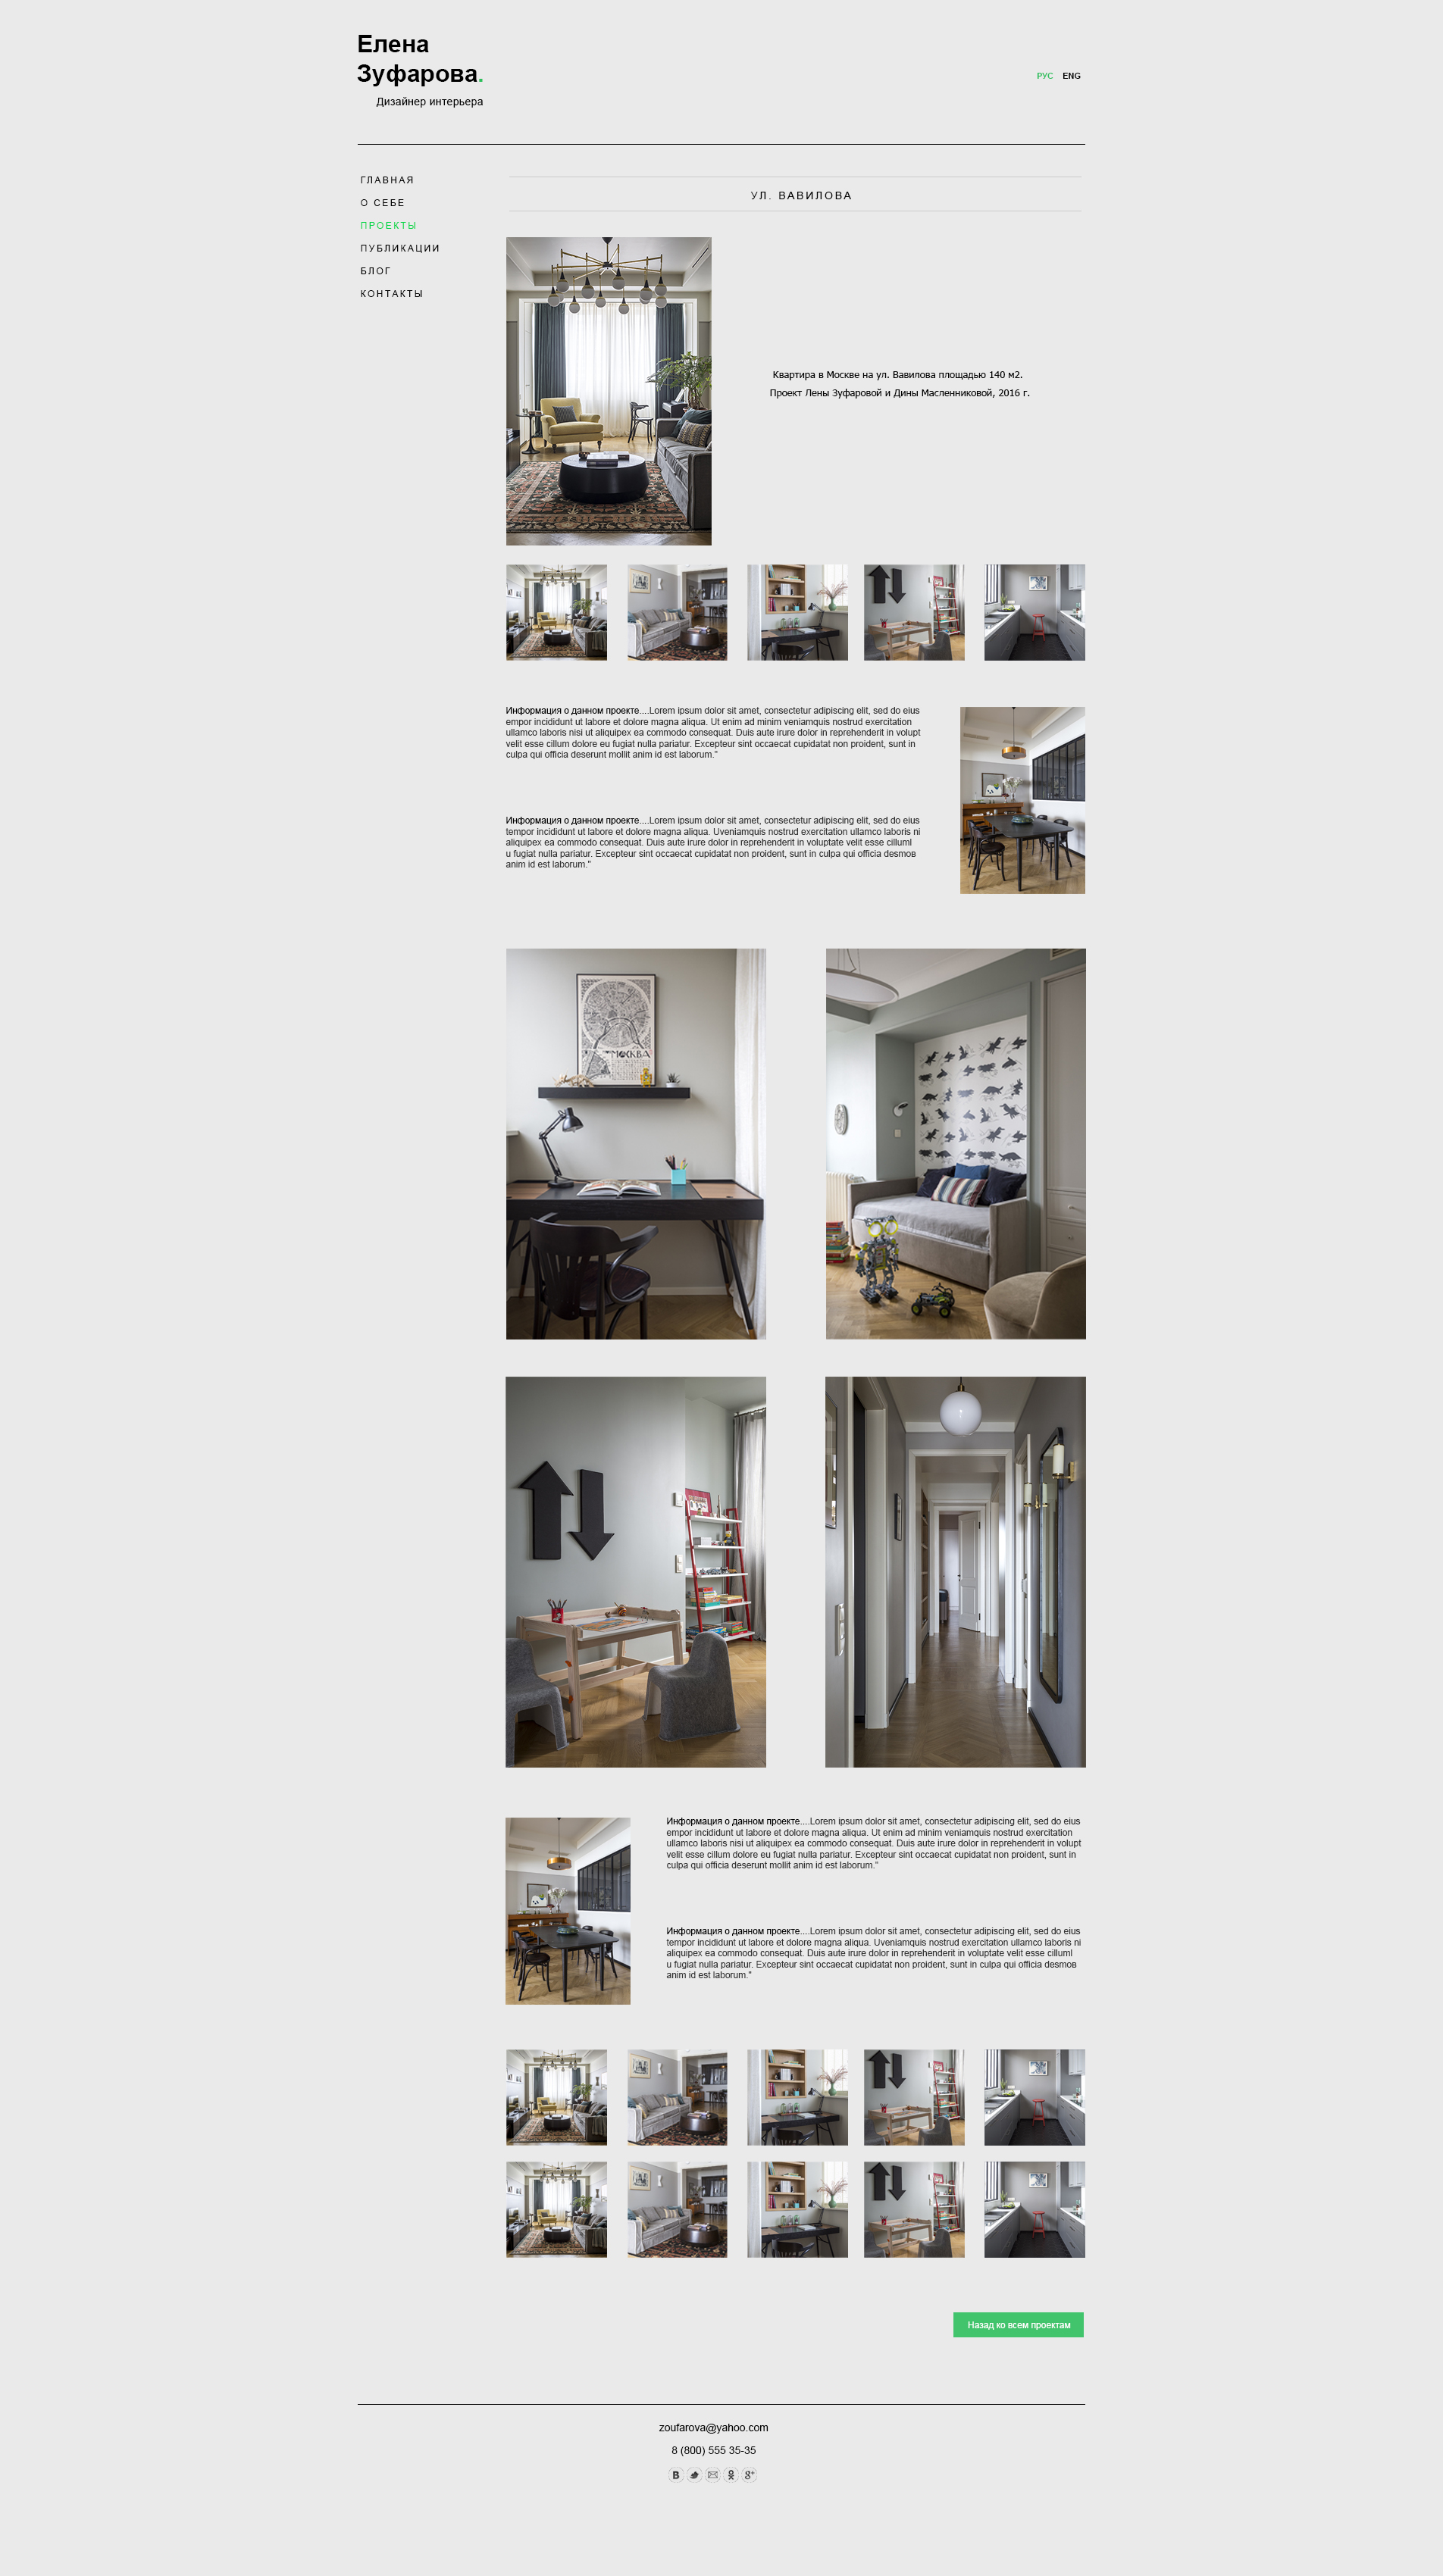 Елена
Зуфарова.
Дизайнер интерьера
РУС ENG
ГЛАВНАЯ
О СЕБЕ
ПРОЕКТЫ
ПУБЛИКАЦИИ
БЛОГ
КОНТАКТЫ
УЛ. ВАВИЛОВА
Квартира в Москве на ул. Вавилова площадью 140 м2.
Проект Лены Зуфаровой и Дины Масленниковой, 2016 г.
Информация о данном проекте....Lorem ipsum dolor sit amet, consectetur adipiscing elit, sed do eius
empor incididunt ut labore et dolore magna aliqua. Ut enim ad minim veniamquis nostrud exercitation
ullamco laboris nisi ut aliquipex ea commodo consequat. Duis aute irure dolor in reprehenderit in volupt
velit esse cillum dolore eu fugiat nulla pariatur. Excepteur sint occaecat cupidatat non proident, sunt in
culpa qui officia deserunt mollit anim id est laborum."
Информация о данном проекте....Lorem ipsum dolor sit amet, consectetur adipiscing elit, sed do eius
tempor incididunt ut labore et dolore magna aliqua. Uveniamquis nostrud exercitation ullamco laboris ni
aliquipex ea commodo consequat. Duis aute irure dolor in reprehenderit in voluptate velit esse cilluml
u fugiat nulla pariatur. Excepteur sint occaecat cupidatat non proident, sunt in culpa qui officia desmoв
anim id est laborum."
МОСКВА
Информация о данном проекте....Lorem ipsum dolor sit amet, consectetur adipiscing elit, sed do eius
empor incididunt ut labore et dolore magna aliqua. Ut enim ad minim veniamquis nostrud exercitation
ullamco laboris nisi ut aliquipex ea commodo consequat. Duis aute irure dolor in reprehenderit in volupt
velit esse cillum dolore eu fugiat nulla pariatur. Excepteur sint occaecat cupidatat non proident, sunt in
culpa qui officia deserunt mollit anim id est laborum."
Информация о данном проекте....Lorem ipsum dolor sit amet, consectetur adipiscing elit, sed do eius
tempor incididunt ut labore et dolore magna aliqua. Uveniamquis nostrud exercitation ullamco laboris ni
aliquipex ea commodo consequat. Duis aute irure dolor in reprehenderit in voluptate velit esse cilluml
u fugiat nulla pariatur. Excepteur sint occaecat cupidatat non proident, sunt in culpa qui officia desmoв
anim id est laborum."
Назад ко всем проектам
zoufarova@yahoo.com
8 (800) 555 35-35